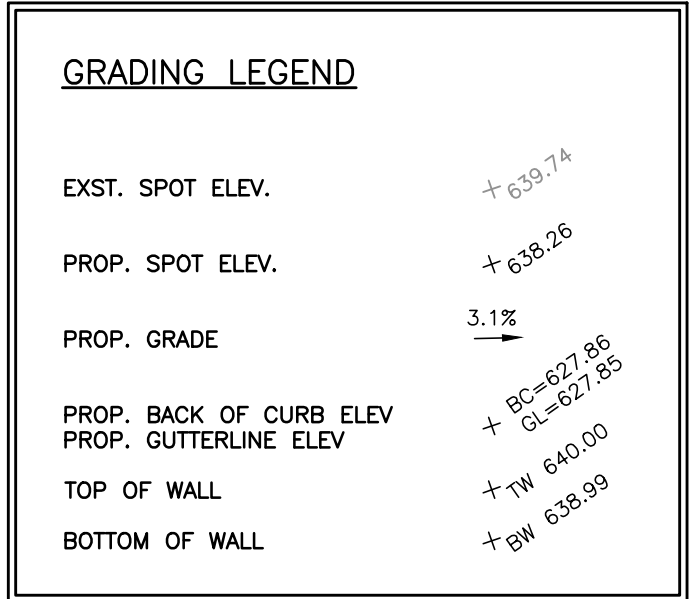 GRADING LEGEND
EXST. SPOT ELEV.
639.74
PROP. SPOT ELEV.
638.26
PROP. GRADE
3.1%
PROP. BACK OF CURB ELEV
PROP. GUTTERLINE ELEV
BC=627.86
GL=627.85
TOP OF WALL
TW 640.00
BOTTOM OF WALL
BW 638.99